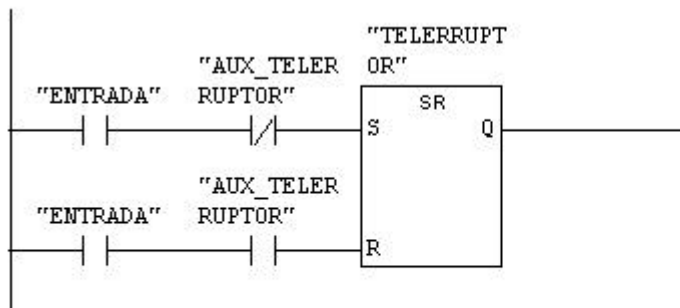 "TELERRUPT
OR"
"AUX_TELER
RUPTOR"
"ENTRADA"
SR
S
Q
"AUX_TELER
RUPTOR"
"ENTRADA"
R